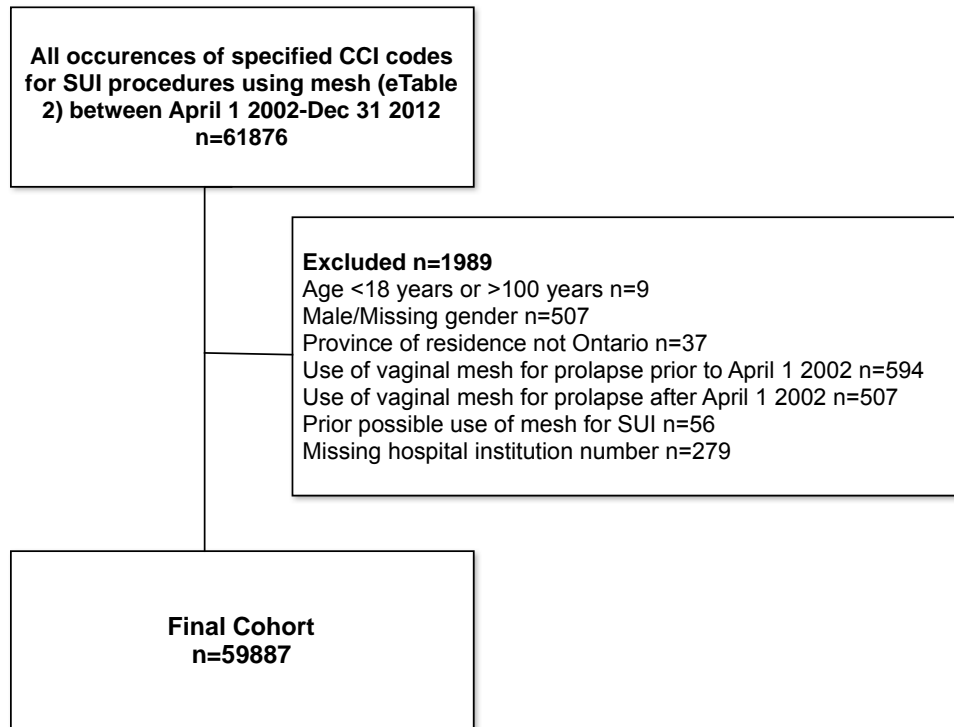 All occurences of specified CCI codes
for SUI procedures using mesh (eTable
2) between April 1 2002-Dec 31 2012
n=61876
Excluded n=1989
Age <18 years or >100 years n=9
Male/Missing gender n=507
Province of residence not Ontario n=37
Use of vaginal mesh for prolapse prior to April 1 2002 n=594
Use of vaginal mesh for prolapse after April 1 2002 n=507
Prior possible use of mesh for SUI n=56
Missing hospital institution number n=279
Final Cohort
n=59887